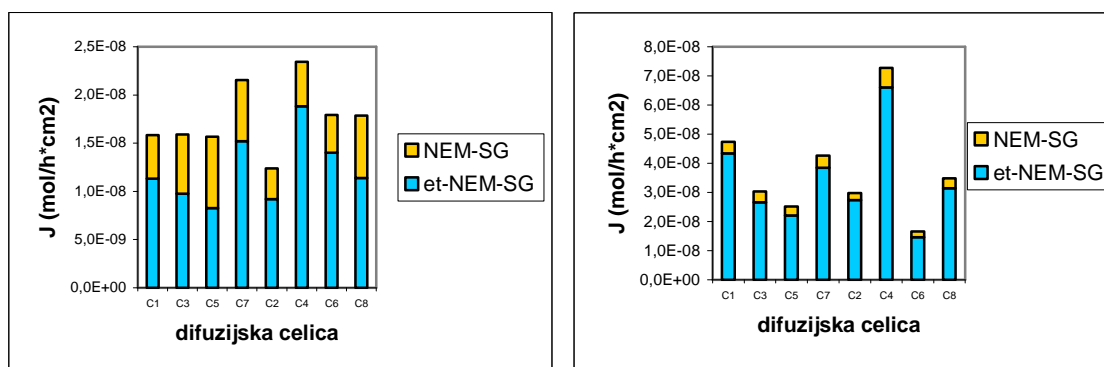 J (mol/h*cm2)
2,5E-08
2,0E-08
1,5E-08
1,0E-08
5,0E-09
0,0E+00
C1 C3 C5 C7 C2 C4 C6 C8
difuzijska celica
NEM-SG
et-NEM-SG
J (mol/h*cm2)
8,0E-08
7,0E-08
6,0E-08
5,0E-08
4,0E-08
3,0E-08
2,0E-08
1,0E-08
0,0E+00
C1 C3 C5 C7 C2 C4 C6 C8
difuzijska celica
NEM-SG
et-NEM-SG